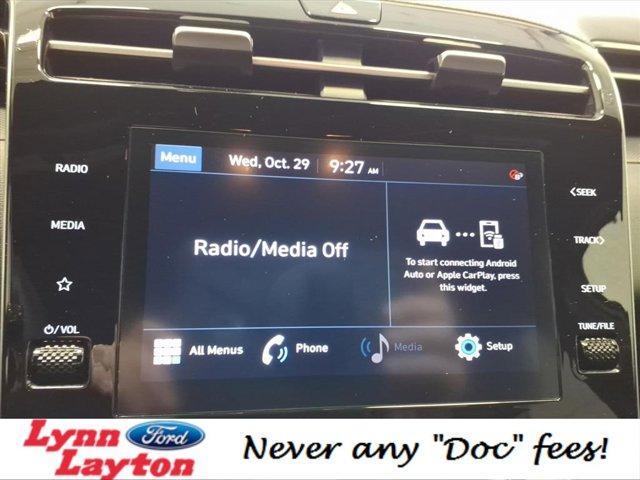 RADIO
MEDIA
⏻/VOL
Menu
Wed, Oct. 29
9:27 AM
Radio/Media Off
To start connecting Android
Auto or Apple CarPlay, press
this widget.
All Menus
Phone
Media
Setup
<SEEK
TRACK>
SETUP
TUNE/FILE
Lynn
Layton
Ford
Never any "Doc" fees!